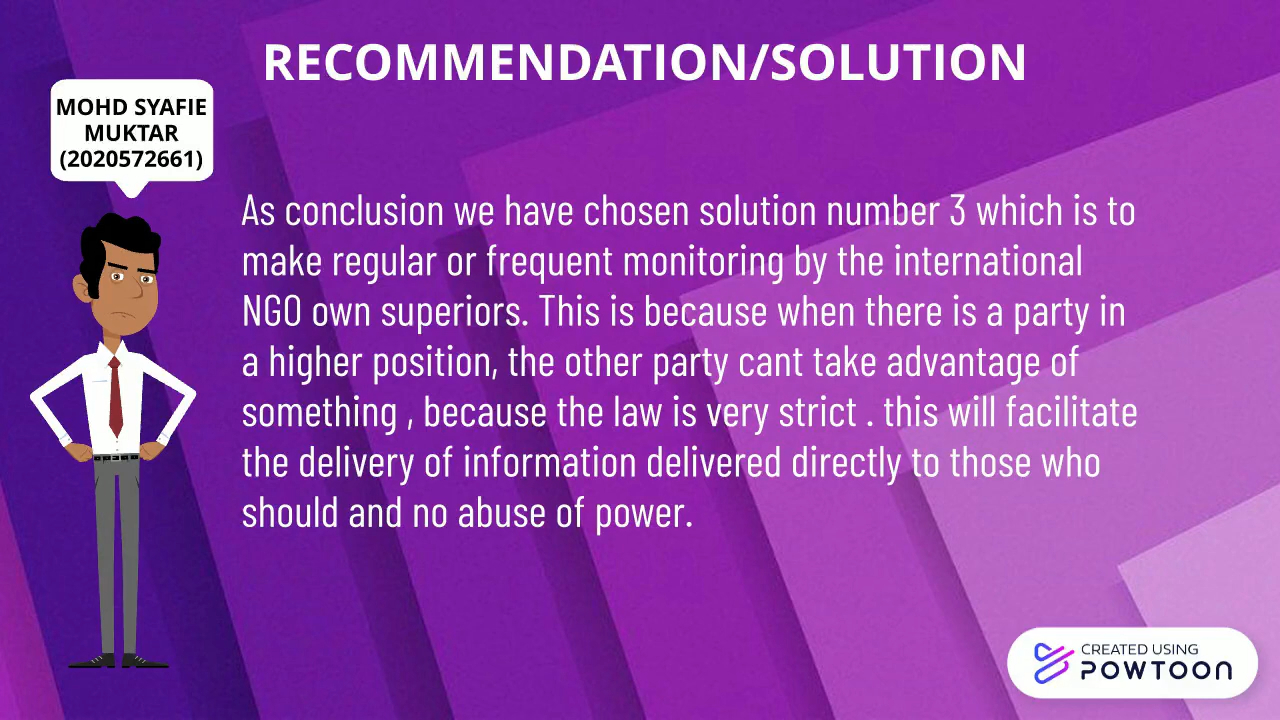 RECOMMENDATION/SOLUTION
MOHD SYAFIE
MUKTAR
(2020572661)
As conclusion we have chosen solution number 3 which is to
make regular or frequent monitoring by the international
NGO own superiors. This is because when there is a party in
a higher position, the other party cant take advantage of
something , because the law is very strict . this will facilitate
the delivery of information delivered directly to those who
should and no abuse of power.
CREATED USING
POWTOON